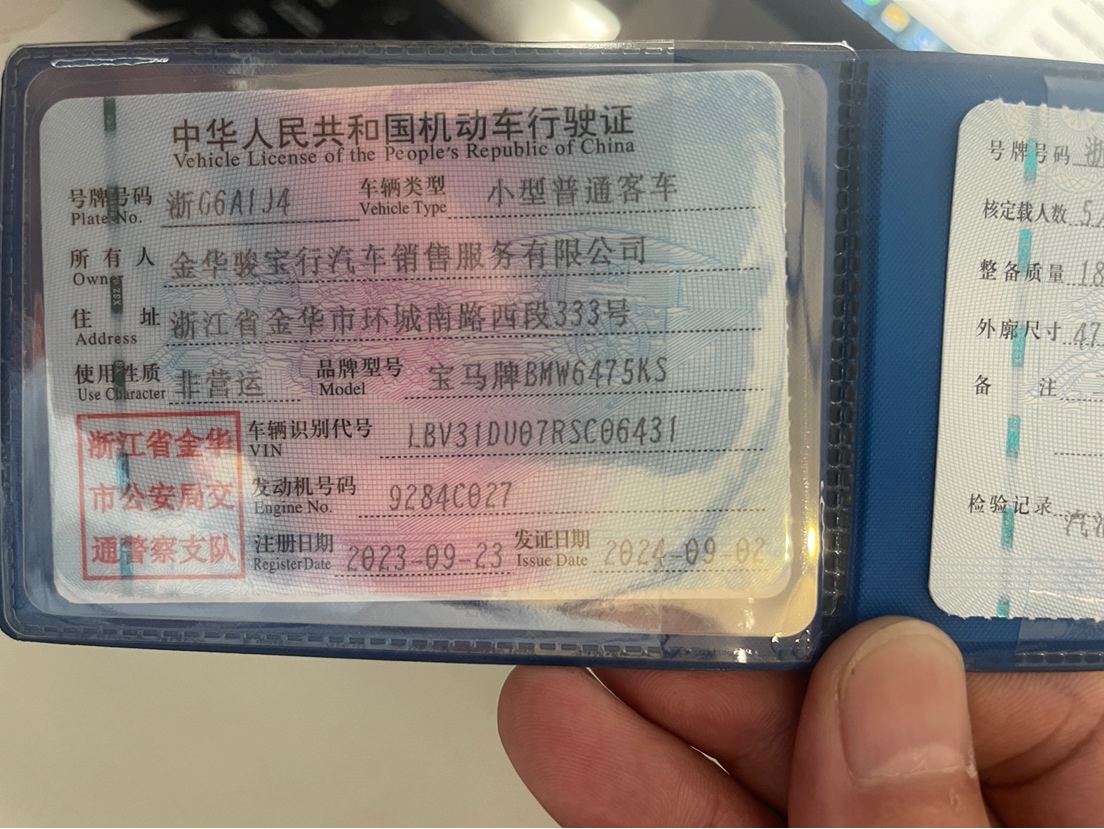 中华人民共和国机动车行驶证
Vehicle License of the People's Republic of China
号牌号码 浙G6A1J4 车辆类型 小型普通客车
Plate No. Vehicle Type
所有人 金华骏宝行汽车销售服务有限公司
Owner
住址 浙江省金华市环城南路西段333号
Address
使用性质 非营运 品牌型号 宝马牌BMW6475KS
Use Character Model
车辆识别代号 LBV31DU07RSC06431
VIN
发动机号码 9284C027
Engine No.
注册日期 2023-09-23 发证日期 2024-09-02
Register Date Issue Date
浙江省金华
市公安局交
通警察支队
号牌号码 浙
核定载人数 5
整备质量 18
外廓尺寸 47
备注
检验记录